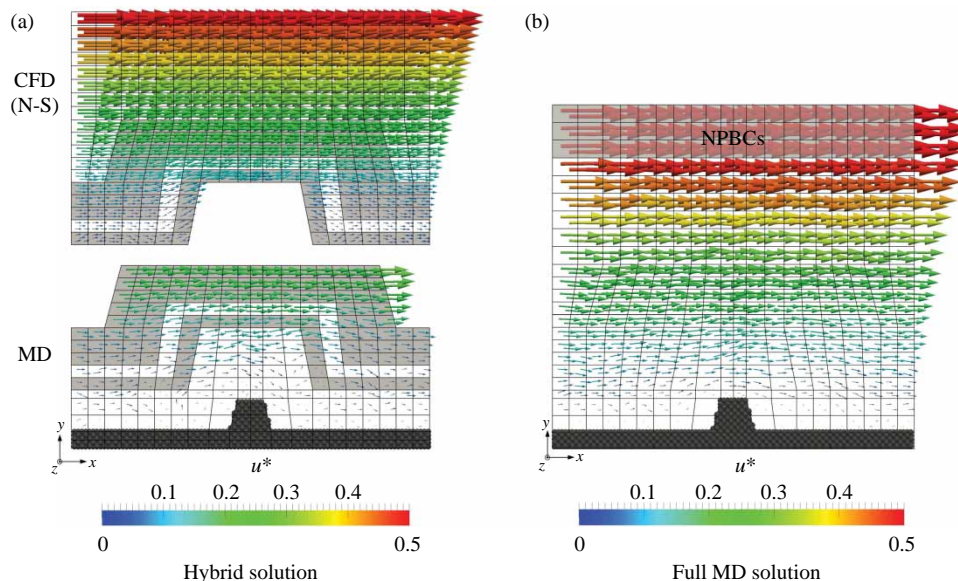 (a)
CFD
(N-S)
MD
y
z
x
u*
0.1 0.2 0.3 0.4
0 0.5
Hybrid solution
(b)
NPBCs
y
z
x
u*
0.1 0.2 0.3 0.4
0 0.5
Full MD solution